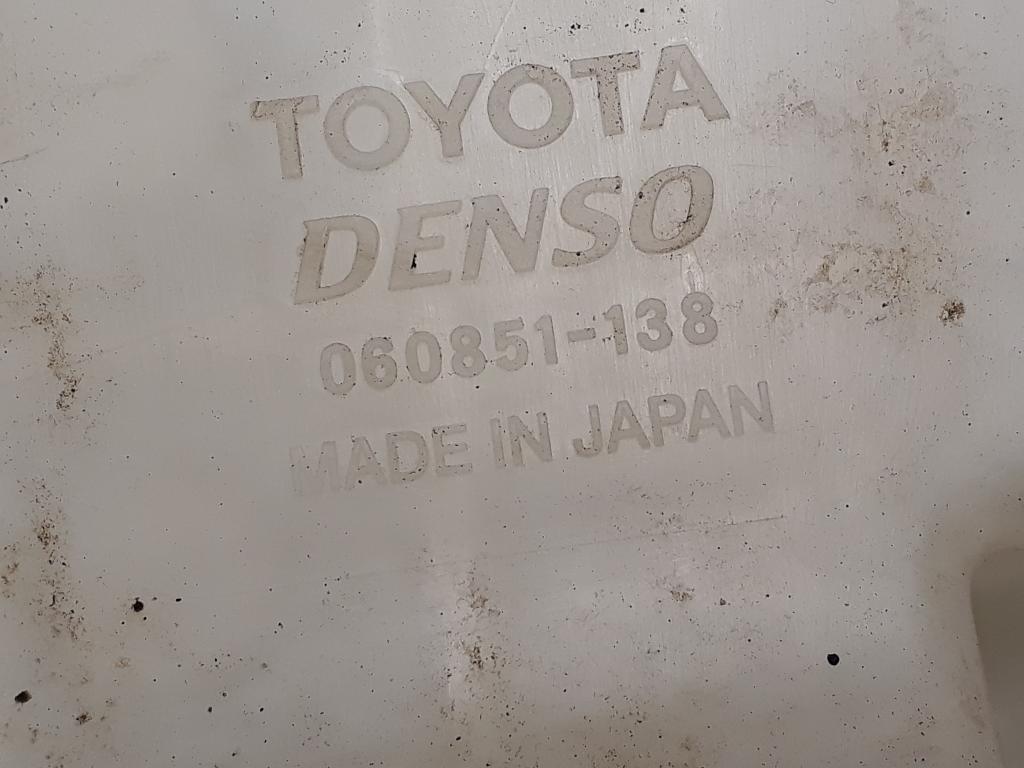 TOYOTA
DENSO
060851-138
MADE IN JAPAN